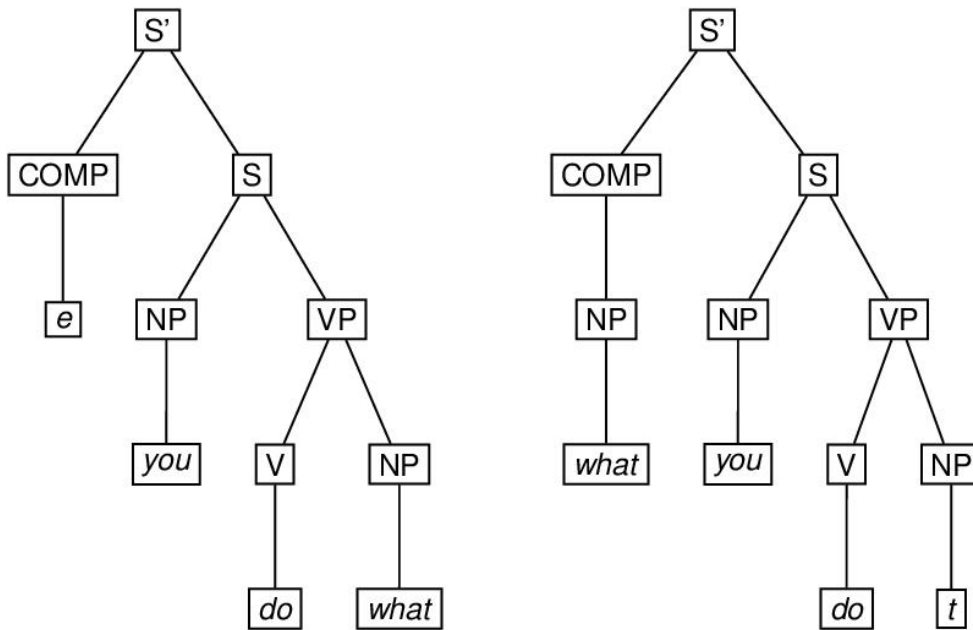 S’ S’
COMP S COMP S
e NP VP NP NP VP
you V NP what you V NP
do what do t